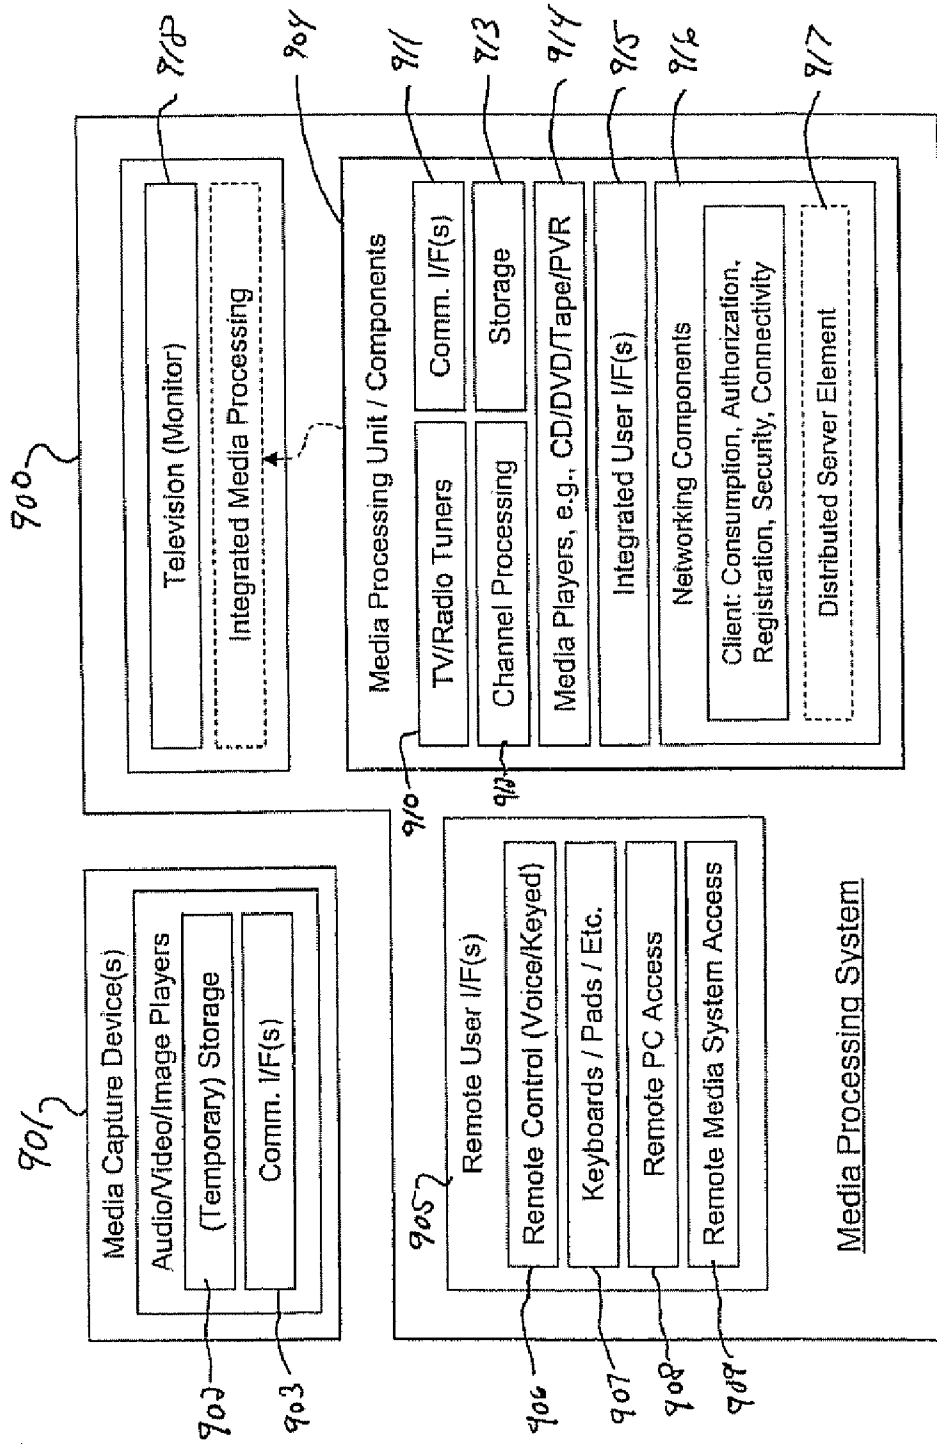 900
901
Media Capture Device(s)
Audio/Video/Image Players
(Temporary) Storage
902
Comm. I/F(s)
903
918
Television (Monitor)
Integrated Media Processing
904
Media Processing Unit / Components
910
TV/Radio Tuners
Comm. I/F(s)
911
912
Channel Processing
Storage
913
Media Players, e.g., CD/DVD/Tape/PVR
914
Integrated User I/F(s)
915
Networking Components
916
Client: Consumption, Authorization,
Registration, Security, Connectivity
Distributed Server Element
917
905
Remote User I/F(s)
Remote Control (Voice/Keyed)
906
Keyboards / Pads / Etc.
907
Remote PC Access
908
Remote Media System Access
909
Media Processing System